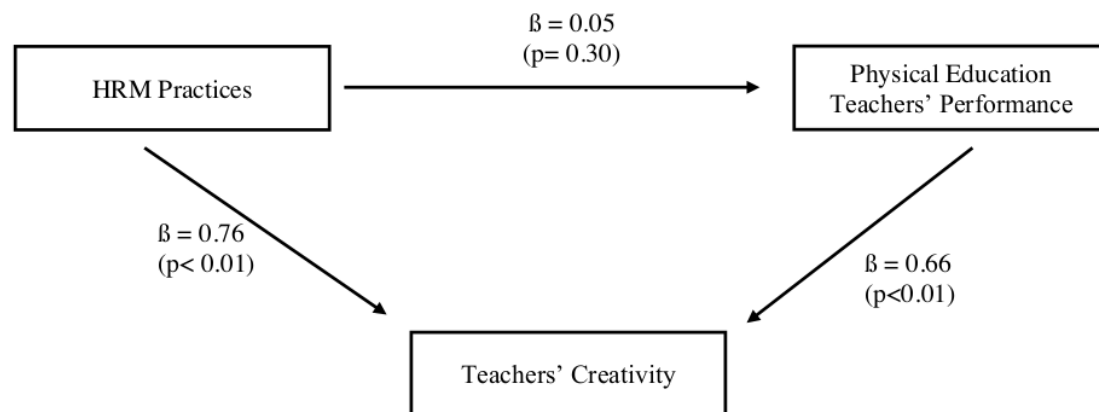 ß = 0.05
(p= 0.30)
HRM Practices
Physical Education
Teachers’ Performance
ß = 0.76
(p< 0.01)
ß = 0.66
(p<0.01)
Teachers’ Creativity